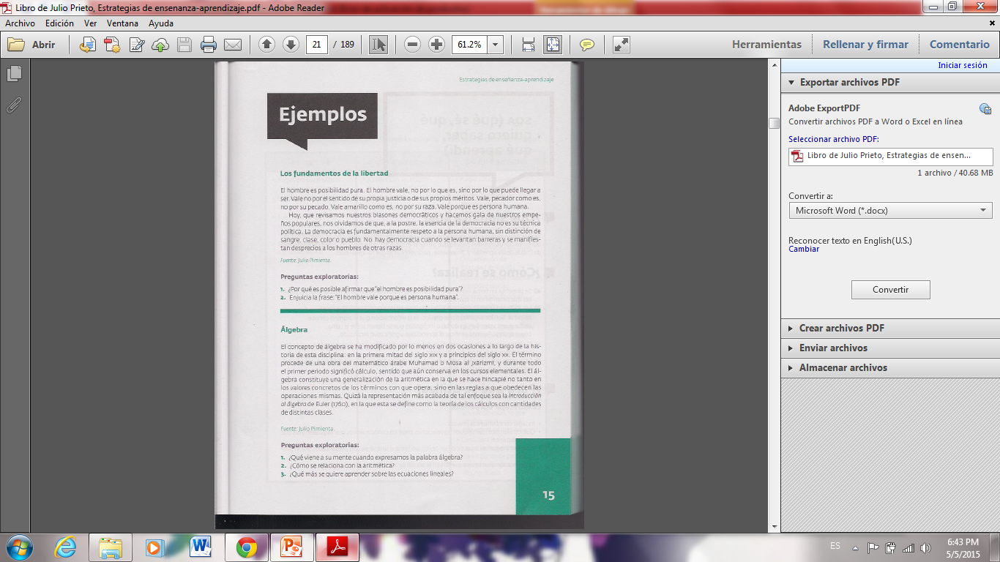 Libro de Julio Prieto, Estrategias de ensenanza-aprendizaje.pdf - Adobe Reader
Archivo Edición Ver Ventana Ayuda
Abrir 21 / 189 61.2% Herramientas Rellenar y firmar Comentario
Iniciar sesión
Exportar archivos PDF
Adobe ExportPDF
Convertir archivos PDF a Word o Excel en línea
Seleccionar archivo PDF:
Libro de Julio Prieto, Estrategias de ensen...
1 archivo / 40.68 MB
Convertir a:
Microsoft Word (*.docx)
Reconocer texto en English(U.S.)
Cambiar
Convertir
Crear archivos PDF
Enviar archivos
Almacenar archivos
Estrategias de enseñanza-aprendizaje
Ejemplos
Los fundamentos de la libertad
El hombre es posibilidad pura. El hombre vale, no por lo que es, sino por lo que puede llegar a
ser. Vale no por el sentido de su propia justicia o de sus propios méritos. Vale, pecador como es,
no por su pecado. Vale amarillo como es, no por su raza. Vale porque es persona humana.
Hoy, que revisamos nuestros blasones democráticos y hacemos gala de nuestros empe-
ños populares, nos olvidamos de que, a la postre, la esencia de la democracia no es su técnica
política. La democracia es fundamentalmente respeto a la persona humana, sin distinción de
sangre, clase, color o pueblo. No hay democracia cuando se levantan barreras y se manifies-
tan desprecios a los hombres de otras razas.
Fuente: Julio Pimienta.
Preguntas exploratorias:
1. ¿Por qué es posible afirmar que "el hombre es posibilidad pura"?
2. Enjuicia la frase: "El hombre vale porque es persona humana".
Álgebra
El concepto de álgebra se ha modificado por lo menos en dos ocasiones a lo largo de la his-
toria de esta disciplina: en la primera mitad del siglo XIX y a principios del siglo XX. El término
procede de una obra del matemático árabe Muhamad b Musa al Jxārizmī, y durante todo
el primer periodo significó cálculo, sentido que aún conserva en los cursos elementales. El ál-
gebra constituye una generalización de la aritmética en la que se hace hincapié no tanto en
los valores concretos de los términos con que opera, sino en las reglas a que obedecen las
operaciones mismas. Quizá la representación más acabada de tal enfoque sea la Introducción
al álgebra de Euler (1760), en la que esta se define como la teoría de los cálculos con cantidades
de distintas clases.
Fuente: Julio Pimienta.
Preguntas exploratorias:
1. ¿Qué viene a su mente cuando expresamos la palabra álgebra?
2. ¿Cómo se relaciona con la aritmética?
3. ¿Qué más se quiere aprender sobre las ecuaciones lineales?
15
ES
6:43 PM
5/5/2015